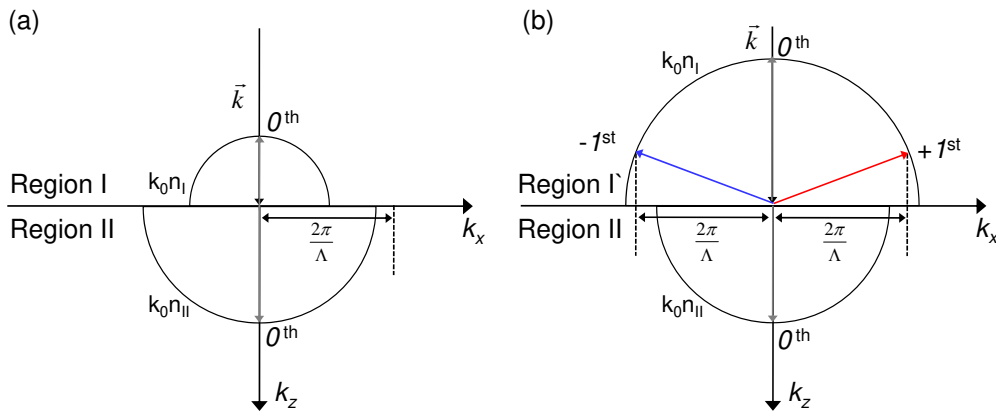 (a)
k⃗
0th
Region I
k0nI
Region II
2π
Λ
kx
k0nII
0th
kz
(b)
k⃗
0th
k0nI
-1st
+1st
Region I`
Region II
2π
Λ
2π
Λ
kx
k0nII
0th
kz